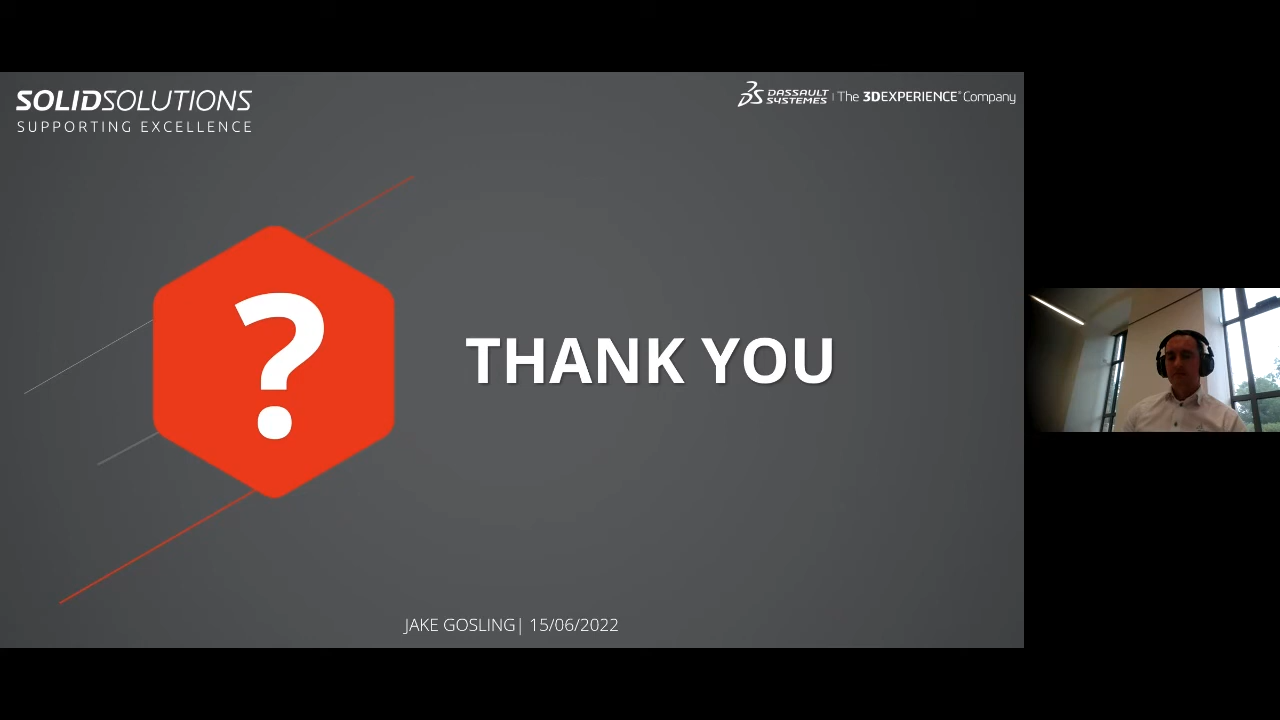 SOLIDSOLUTIONS
SUPPORTING EXCELLENCE
DASSAULT SYSTEMES | The 3DEXPERIENCE® Company
?
THANK YOU
JAKE GOSLING| 15/06/2022